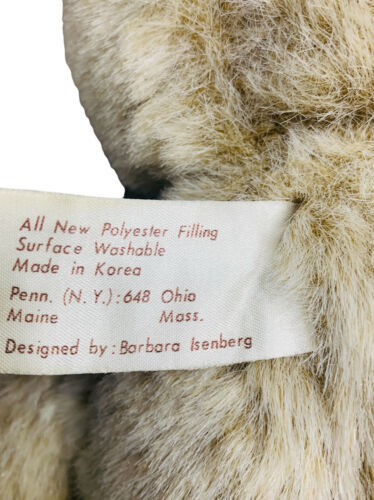 All New Polyester Filling
Surface Washable
Made in Korea
Penn. (N.Y.):648 Ohio
Maine Mass.
Designed by: Barbara Isenberg